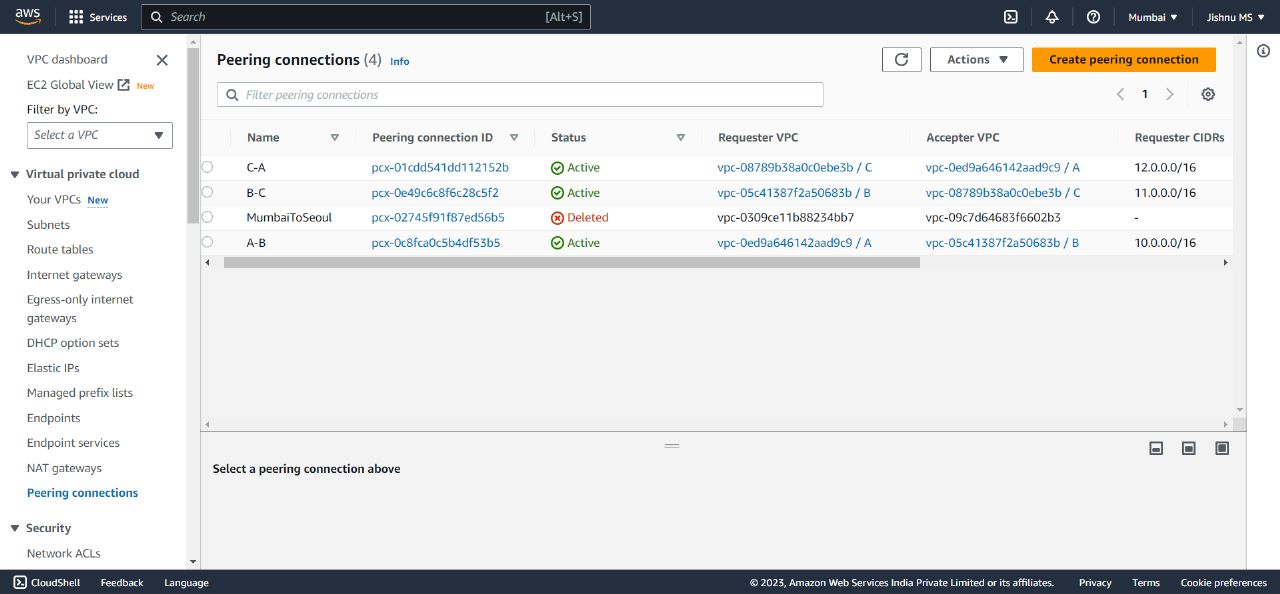 aws
Services
Search [Alt+S]
Mumbai
Jishnu MS
VPC dashboard
EC2 Global View New
Filter by VPC:
Select a VPC
Virtual private cloud
Your VPCs New
Subnets
Route tables
Internet gateways
Egress-only internet
gateways
DHCP option sets
Elastic IPs
Managed prefix lists
Endpoints
Endpoint services
NAT gateways
Peering connections
Security
Network ACLs
Peering connections (4) Info
Actions
Create peering connection
Filter peering connections
1
Name Peering connection ID Status Requester VPC Accepter VPC Requester CIDRs
C-A pcx-01cdd541dd112152b Active vpc-08789b38a0c0ebe3b / C vpc-0ed9a646142aad9c9 / A 12.0.0.0/16
B-C pcx-0e49c6c8f6c28c5f2 Active vpc-05c41387f2a50683b / B vpc-08789b38a0c0ebe3b / C 11.0.0.0/16
MumbaiToSeoul pcx-02745f91f87ed56b5 Deleted vpc-0309ce11b88234bb7 vpc-09c7d64683f6602b3 -
A-B pcx-0c8fca0c5b4df53b5 Active vpc-0ed9a646142aad9c9 / A vpc-05c41387f2a50683b / B 10.0.0.0/16
Select a peering connection above
CloudShell Feedback Language
© 2023, Amazon Web Services India Private Limited or its affiliates. Privacy Terms Cookie preferences